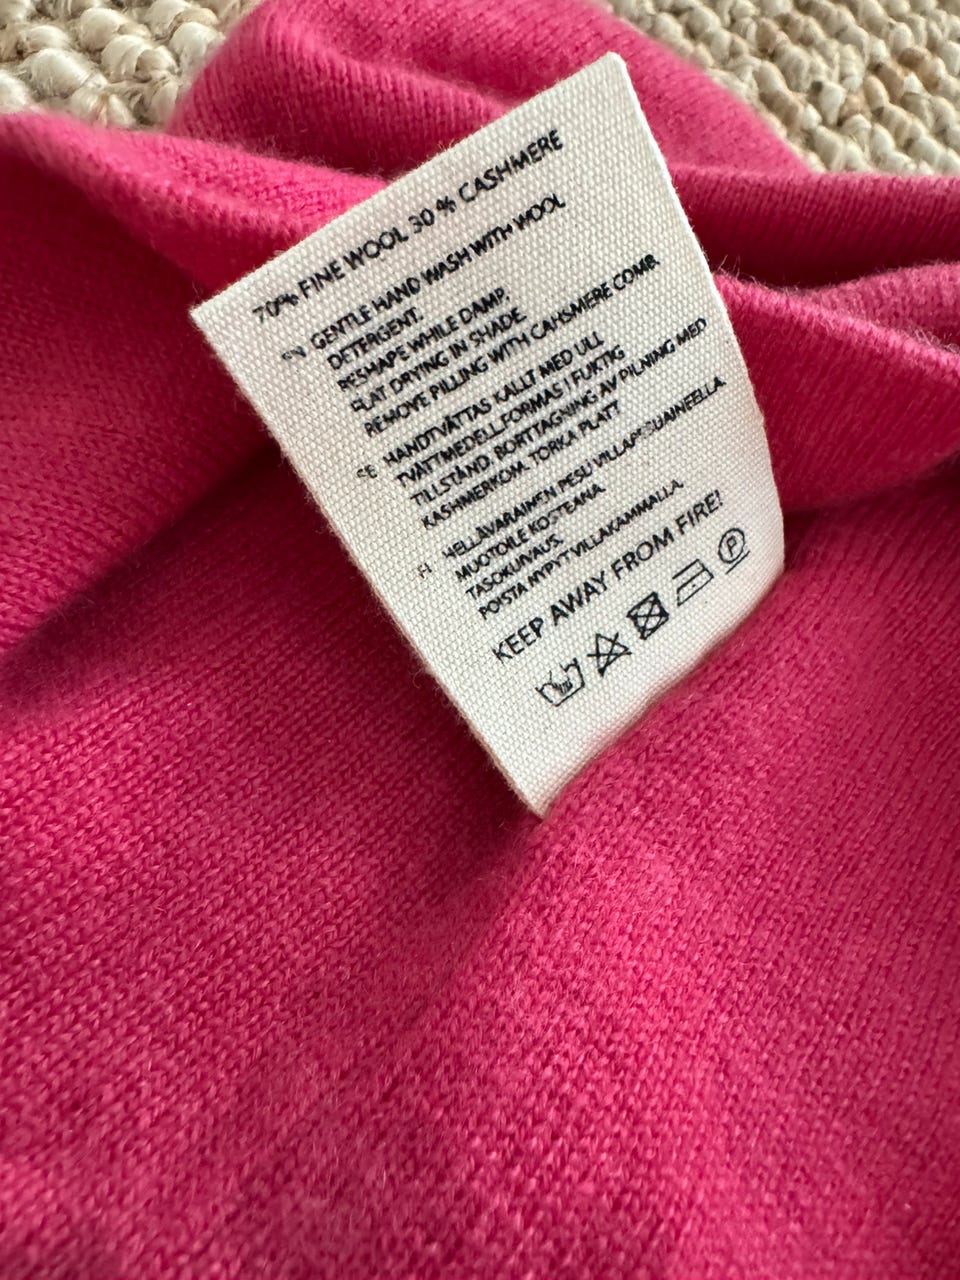 70% FINE WOOL 30 % CASHMERE
EN GENTLE HAND WASH WITH WOOL
DETERGENT.
RESHAPE WHILE DAMP.
FLAT DRYING IN SHADE
REMOVE PILLING WITH CAHSMERE COMB.
SE HANDTVÄTTAS KALLT MED ULL
TVÄTTMEDELL,FORMAS I FUKTIG
TILLSTÅND. BORTTAGNING AV PILNING MED
KASHMERKOM. TORKA PLATT
FI HELLÄVARAINEN PESU VILLAPESUAINEELLA.
MUOTOILE KOSTEANA.
TASOKUIVAUS.
POISTA NYPYT VILLAKAMMALLA.
KEEP AWAY FROM FIRE!
P